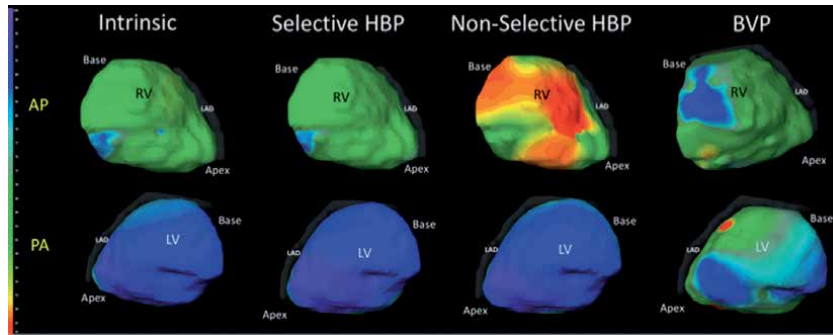 Intrinsic Selective HBP Non-Selective HBP BVP
Base Base Base Base
AP RV LAD RV LAD RV LAD RV LAD
Apex Apex Apex Apex
Base Base Base Base
PA LAD LV LAD LV LAD LV LAD LV
Apex Apex Apex Apex